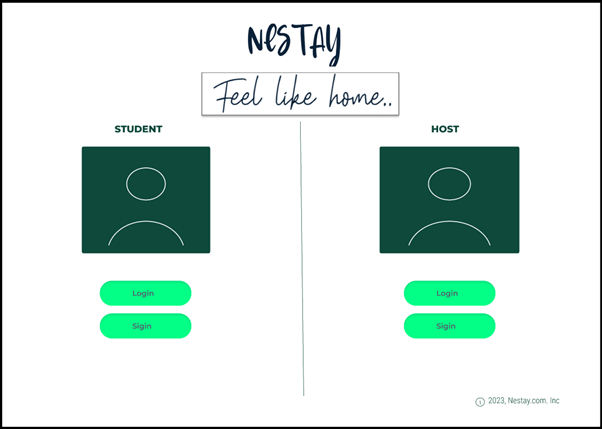 NESTAY
Feel like home..
STUDENT
HOST
Login
Login
Sigin
Sigin
2023, Nestay.com. Inc